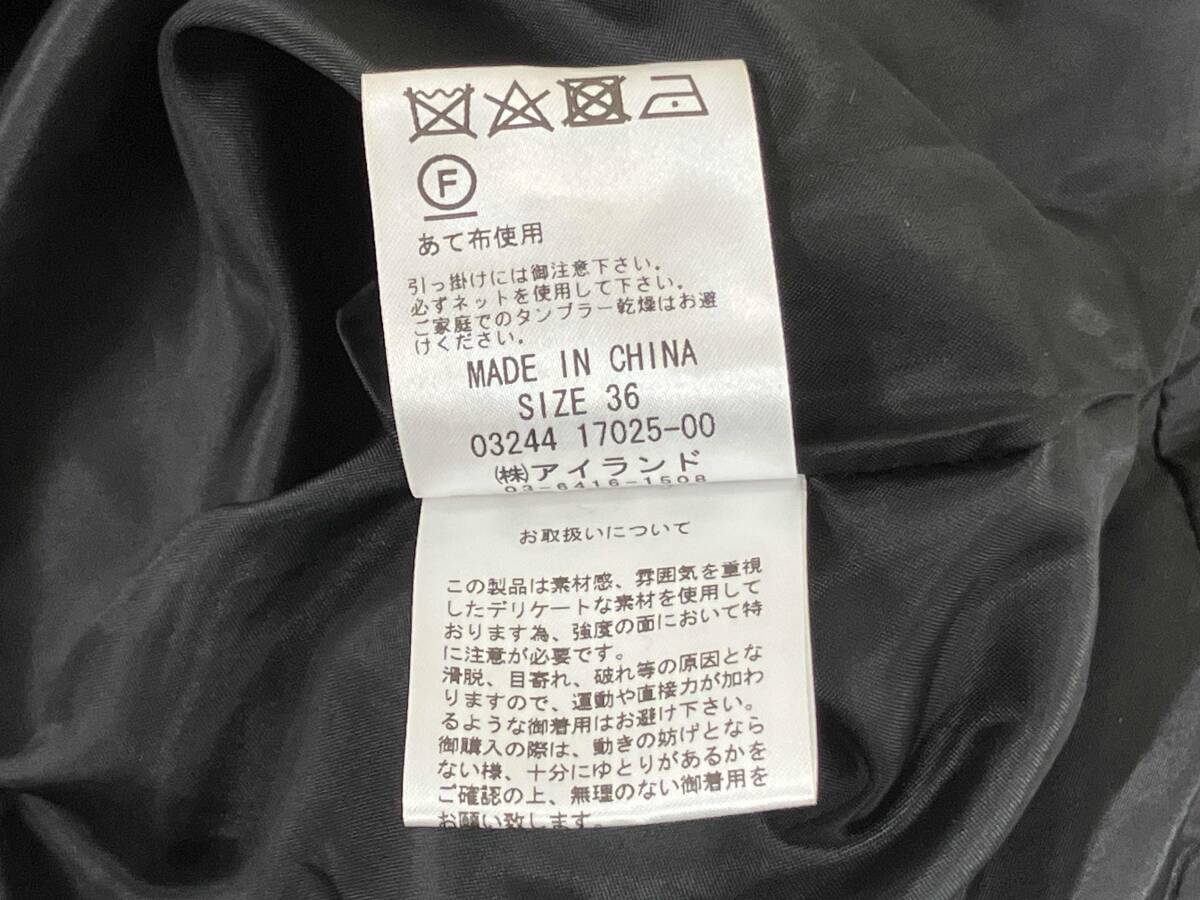 F
あて布使用
引っ掛けには御注意下さい。
必ずネットを使用して下さい。
ご家庭でのタンブラー乾燥はお避
けください。
MADE IN CHINA
SIZE 36
03244 17025-00
㈱アイランド
03-6416-1508
お取扱いについて
この製品は素材感、雰囲気を重視
したデリケートな素材を使用して
おります為、強度の面において特
に注意が必要です。
滑脱、目寄れ、破れ等の原因とな
りますので、運動や直接力が加わ
るような御着用はお避け下さい。
御購入の際は、動きの妨げとなら
ない様、十分にゆとりがあるかを
ご確認の上、無理のない御着用を
お願い致します。